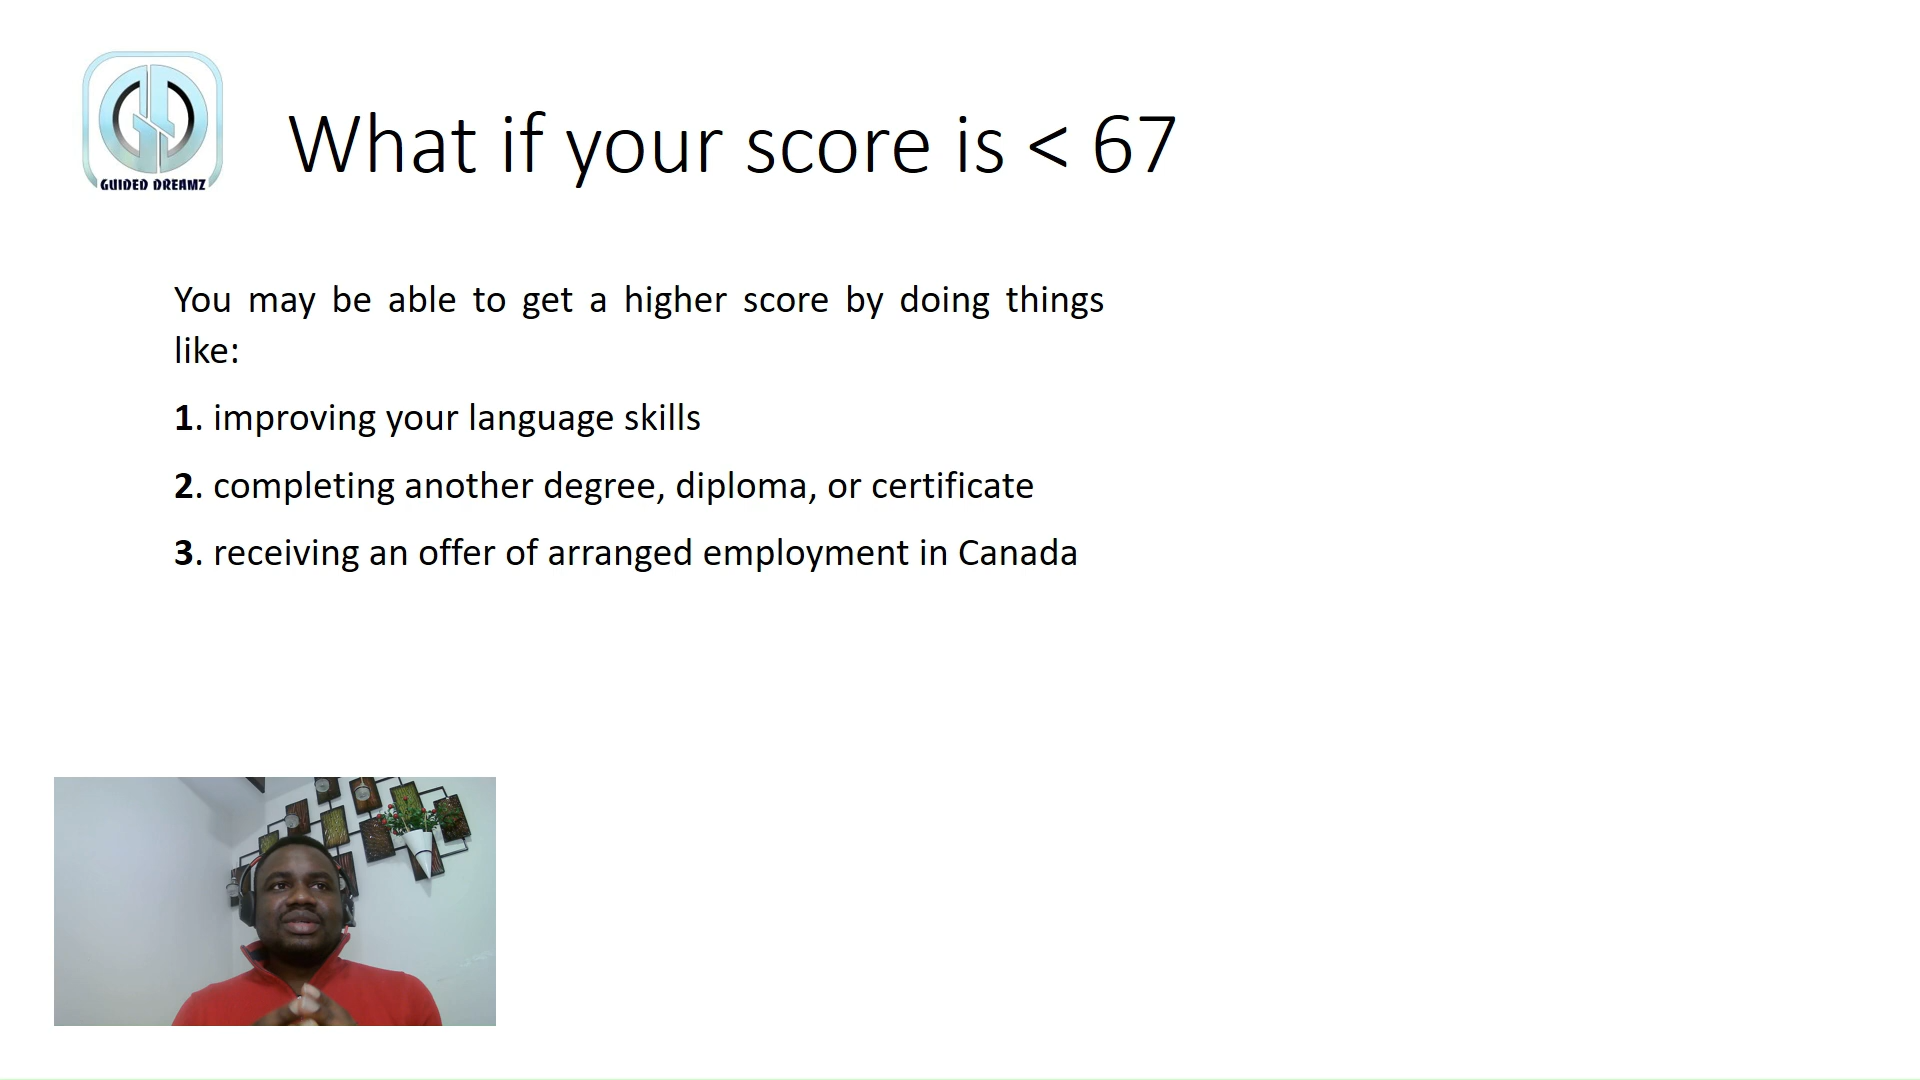 GUIDED DREAMZ
What if your score is < 67
You may be able to get a higher score by doing things
like:
1. improving your language skills
2. completing another degree, diploma, or certificate
3. receiving an offer of arranged employment in Canada